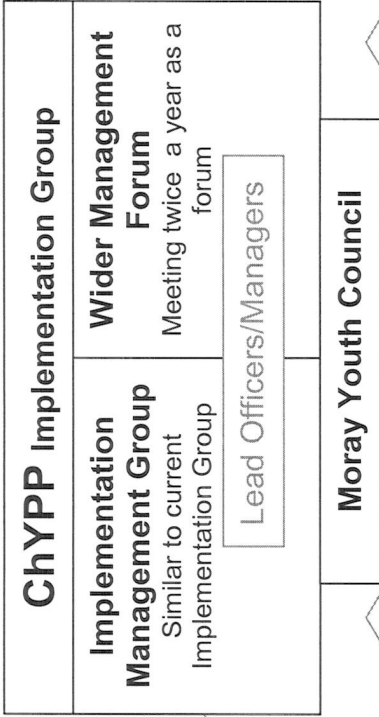 ChYPP Implementation Group
Implementation
Management Group
Similar to current
Implementation Group
Wider Management
Forum
Meeting twice a year as a
forum
Lead Officers/Managers
Moray Youth Council